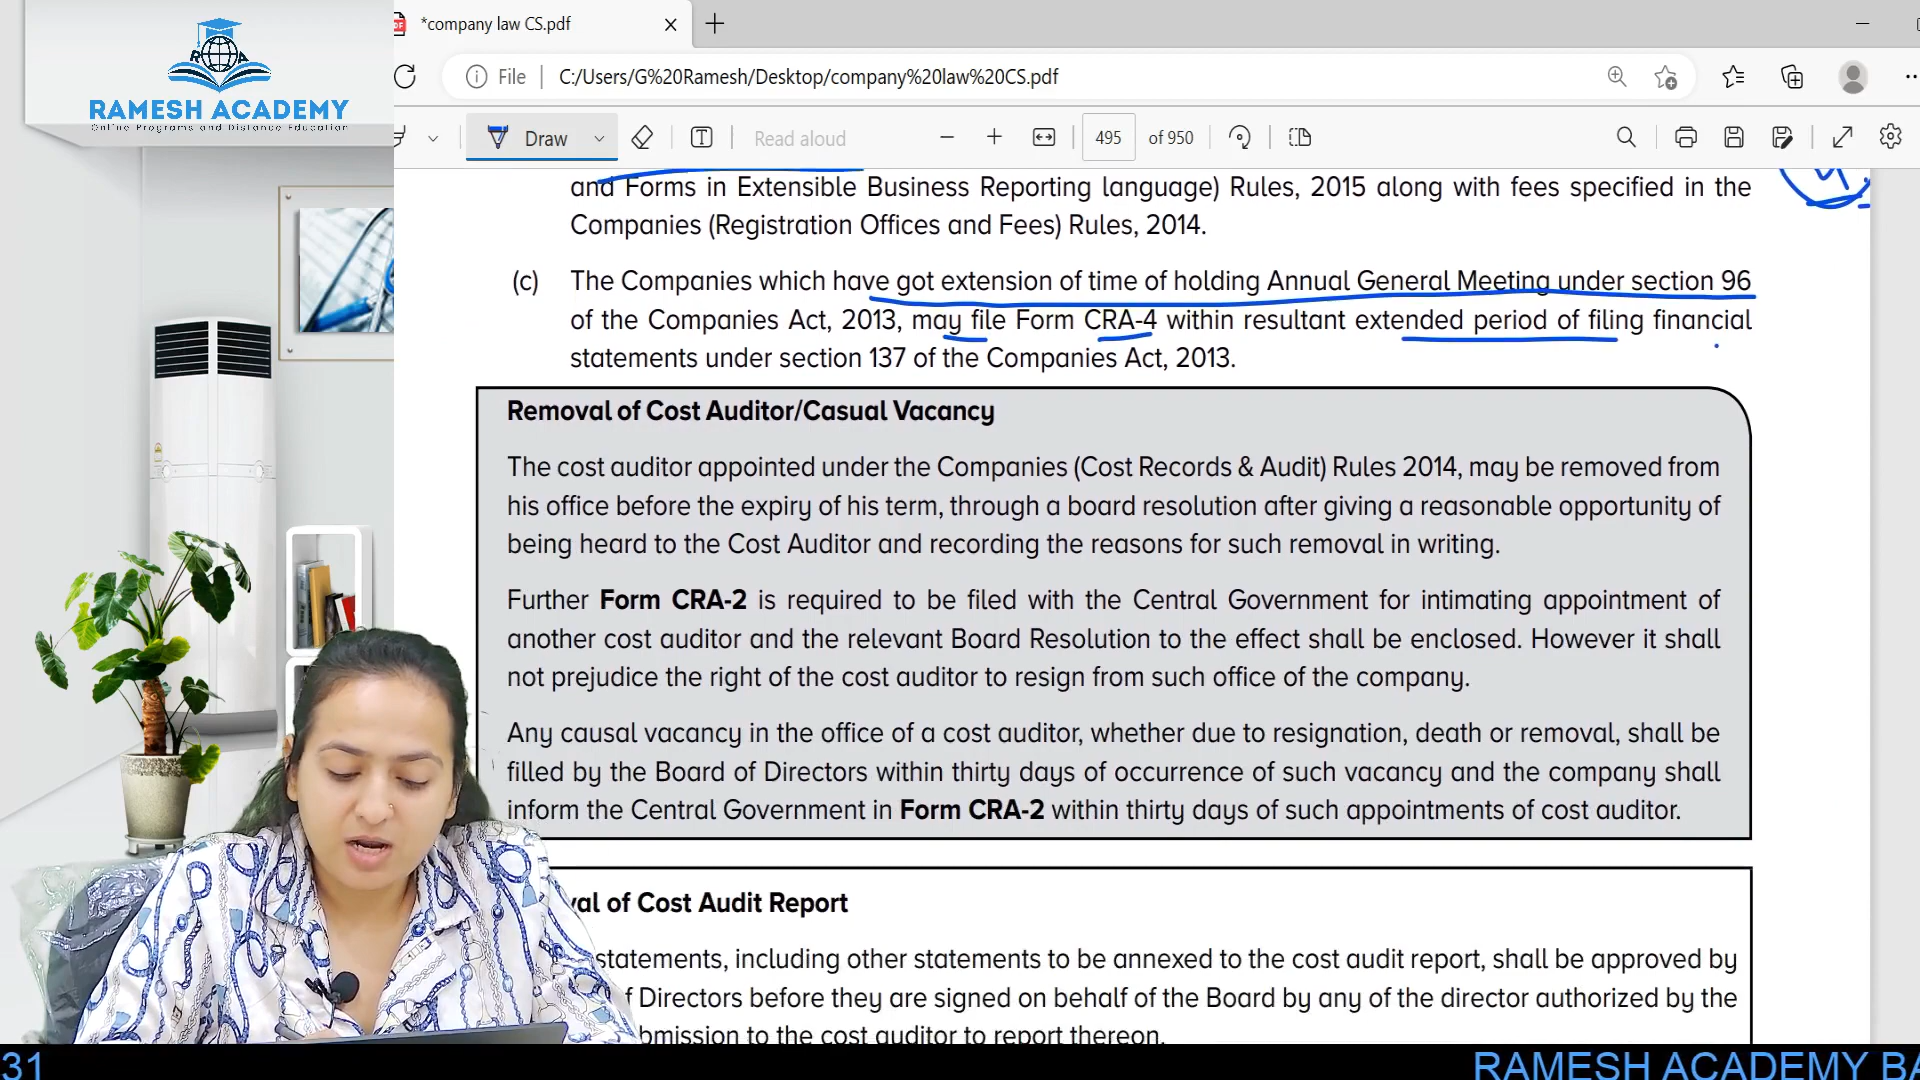 RAMESH ACADEMY
Online Programs and Distance Education
*company law CS.pdf
File
C:/Users/G%20Ramesh/Desktop/company%20law%20CS.pdf
Draw
Read aloud
495
of 950
and Forms in Extensible Business Reporting language) Rules, 2015 along with fees specified in the
Companies (Registration Offices and Fees) Rules, 2014.
(c) The Companies which have got extension of time of holding Annual General Meeting under section 96
of the Companies Act, 2013, may file Form CRA-4 within resultant extended period of filing financial
statements under section 137 of the Companies Act, 2013.
Removal of Cost Auditor/Casual Vacancy
The cost auditor appointed under the Companies (Cost Records & Audit) Rules 2014, may be removed from
his office before the expiry of his term, through a board resolution after giving a reasonable opportunity of
being heard to the Cost Auditor and recording the reasons for such removal in writing.
Further Form CRA-2 is required to be filed with the Central Government for intimating appointment of
another cost auditor and the relevant Board Resolution to the effect shall be enclosed. However it shall
not prejudice the right of the cost auditor to resign from such office of the company.
Any causal vacancy in the office of a cost auditor, whether due to resignation, death or removal, shall be
filled by the Board of Directors within thirty days of occurrence of such vacancy and the company shall
inform the Central Government in Form CRA-2 within thirty days of such appointments of cost auditor.
of Cost Audit Report
statements, including other statements to be annexed to the cost audit report, shall be approved by
Directors before they are signed on behalf of the Board by any of the director authorized by the
to the cost auditor to report thereon.
31
RAMESH ACADEMY